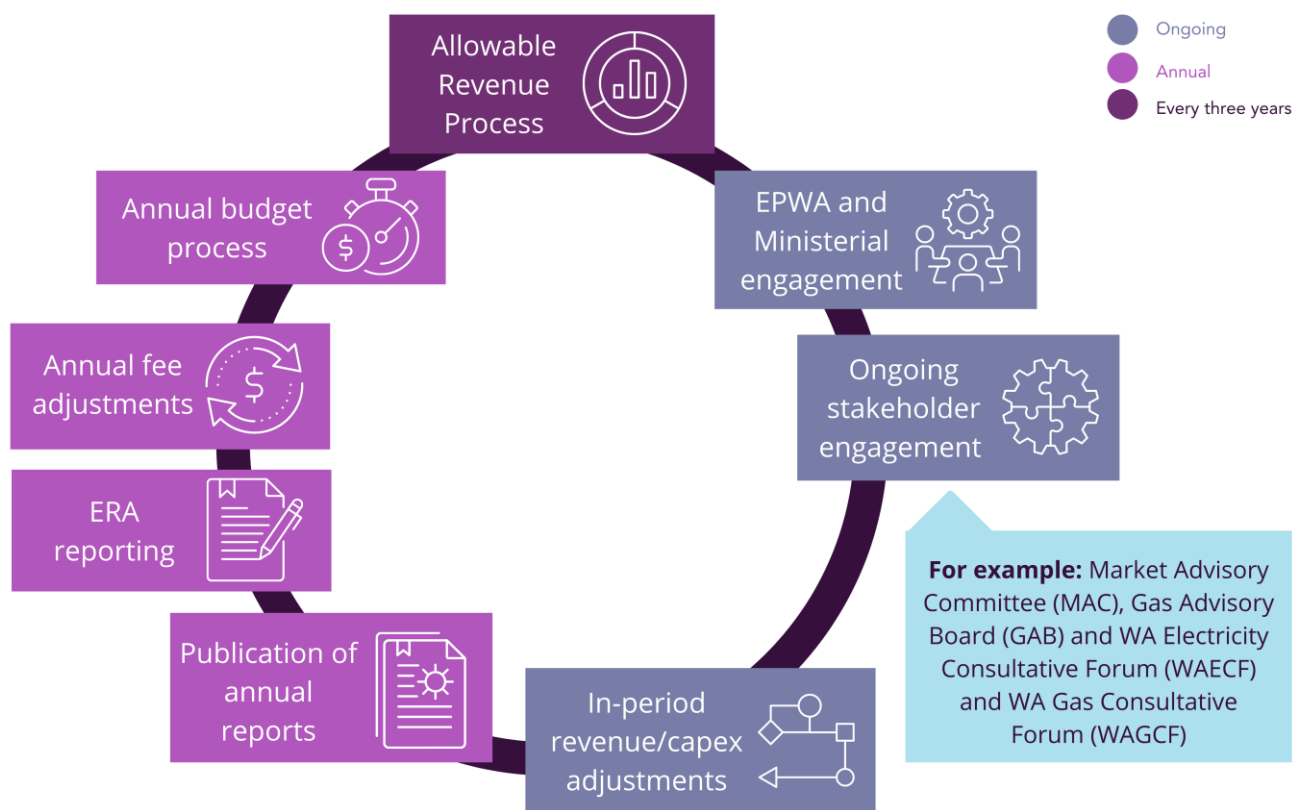 Allowable
Revenue
Process
Ongoing
Annual
Every three years
Annual budget
process
EPWA and
Ministerial
engagement
Annual fee
adjustments
$
$
Ongoing
stakeholder
engagement
ERA
reporting
For example: Market Advisory
Committee (MAC), Gas Advisory
Board (GAB) and WA Electricity
Consultative Forum (WAECF)
and WA Gas Consultative
Forum (WAGCF)
Publication of
annual
reports
In-period
revenue/capex
adjustments